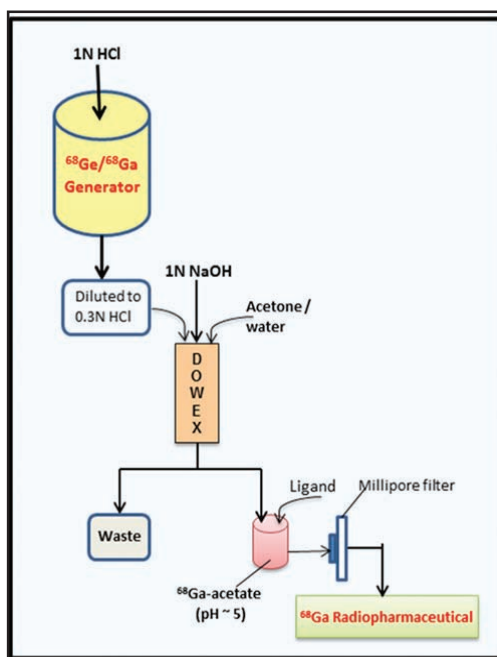 1N HCl
⁶⁸Ge/⁶⁸Ga
Generator
Diluted to
0.3N HCl
1N NaOH
Acetone /
water
D
O
W
E
X
Waste
Ligand
Millipore filter
⁶⁸Ga-acetate
(pH ~ 5)
⁶⁸Ga Radiopharmaceutical